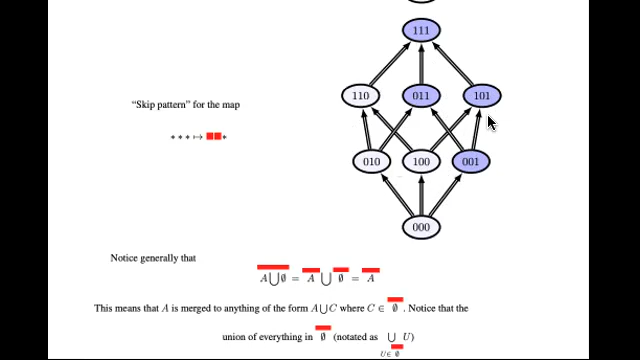 111
110 011 101
“Skip pattern” for the map
* * * ↦ ■■ *
010 100 001
000
Notice generally that
A ⋃ ∅ = A ⋃ ∅ = A
This means that A is merged to anything of the form A ⋃ C where C ∈ ∅ . Notice that the
union of everything in ∅ (notated as ⋃ U)
U∈ ∅